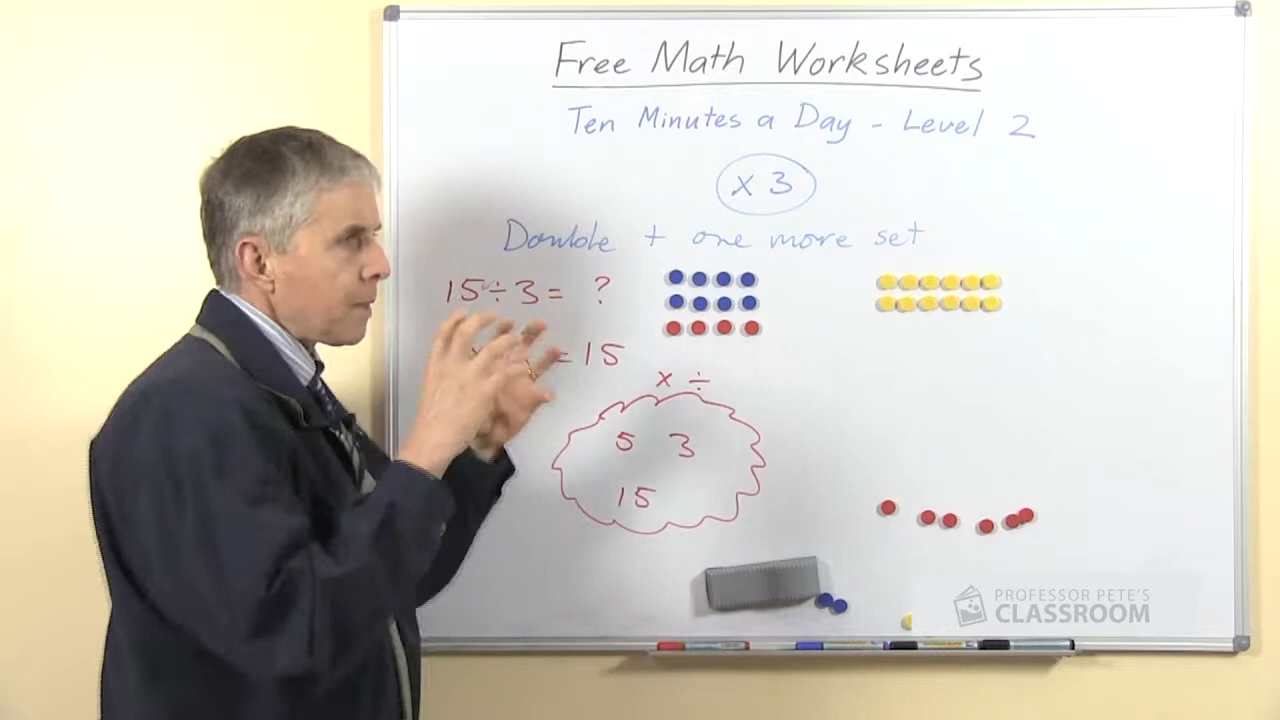 Free Math Worksheets
Ten Minutes a Day - Level 2
x 3
Double + one more set
15 ÷ 3 = ?
= 15
x ÷
5 3
15
PROFESSOR PETE'S
CLASSROOM